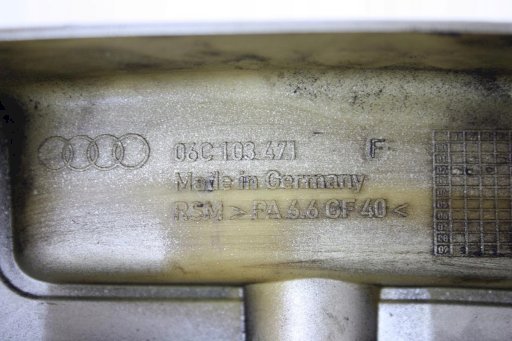 06C 103 471 F
Made in Germany
RSM >PA 6.6 GF 40<